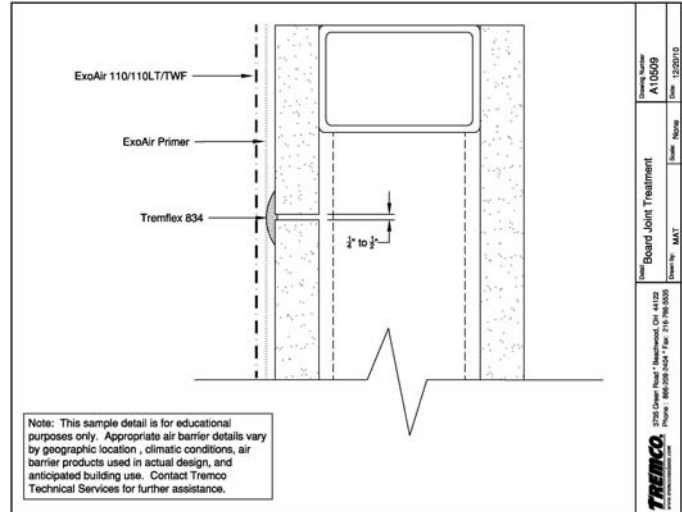 ExoAir 110/110LT/TWF
ExoAir Primer
Tremflex 834
¼" to ½"
Note: This sample detail is for educational
purposes only. Appropriate air barrier details vary
by geographic location , climatic conditions, air
barrier products used in actual design, and
anticipated building use. Contact Tremco
Technical Services for further assistance.
Drawing Number
A10509
Date: 12/20/10
Detail
Board Joint Treatment
Scale: None
Drawn by: MAT
3735 Green Road * Beachwood, OH 44122
Phone : 866-209-2404 * Fax: 216-766-5535
TREMCO